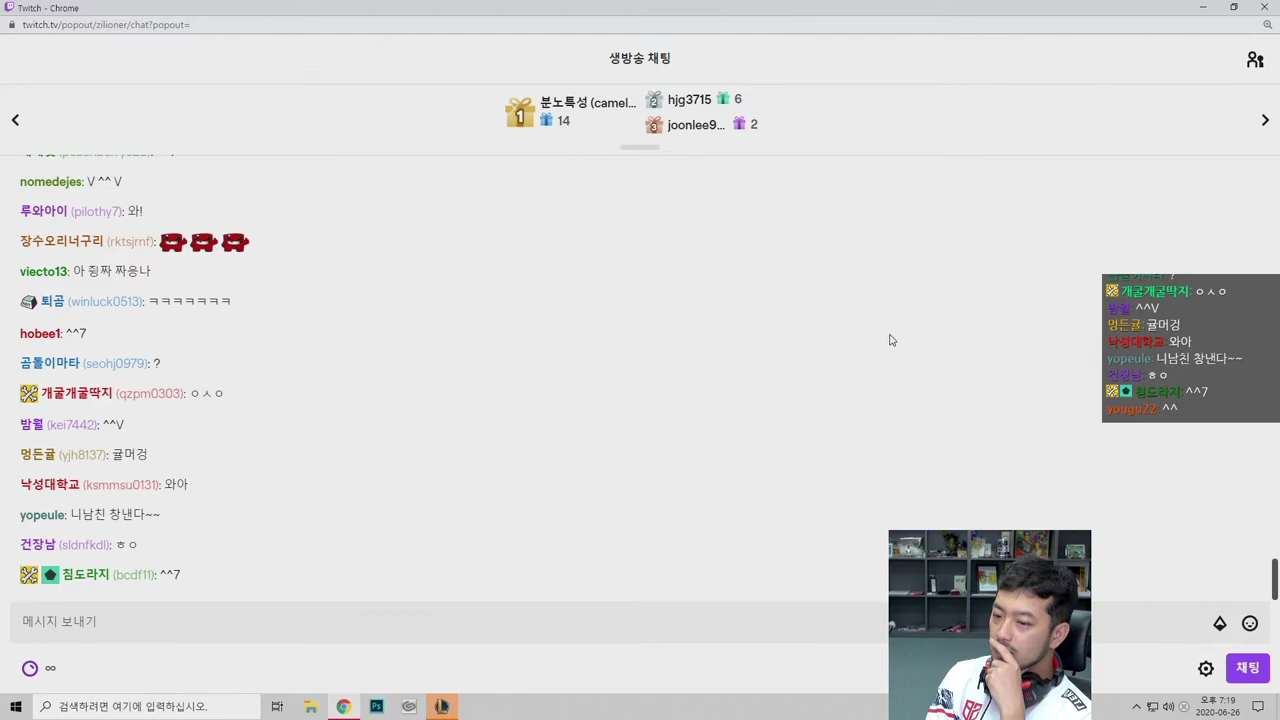 Twitch - Chrome
twitch.tv/popout/zilioner/chat?popout=
생방송 채팅
1 분노특성 (camel... 14
2 hjg3715 6
3 joonlee9... 2
nomedejes: V ^^ V
루와아이 (pilothy7): 와!
장수오리너구리 (rktsjrnf):
viecto13: 아 징짜 짜응나
퇴곰 (winluck0513): ㅋㅋㅋㅋㅋㅋㅋ
hobee1: ^^7
곰돌이마타 (seohj0979): ?
개굴개굴딱지 (qzpm0303): ㅇㅅㅇ
밤월 (kei7442): ^^V
멍든귤 (yjh8137): 귤머겅
낙성대학교 (ksmmsu0131): 와아
yopeule: 니남친 창낸다~~
건장남 (sldnfkdl): ㅎㅇ
침도라지 (bcdf11): ^^7
메시지 보내기
∞
채팅
개굴개굴딱지: ㅇㅅㅇ
밤월: ^^V
멍든귤: 귤머겅
낙성대학교: 와아
yopeule: 니남친 창낸다~~
건장남: ㅎㅇ
침도라지: ^^7
yougu22: ^^
검색하려면 여기에 입력하십시오.
오후 7:19
2020-06-26